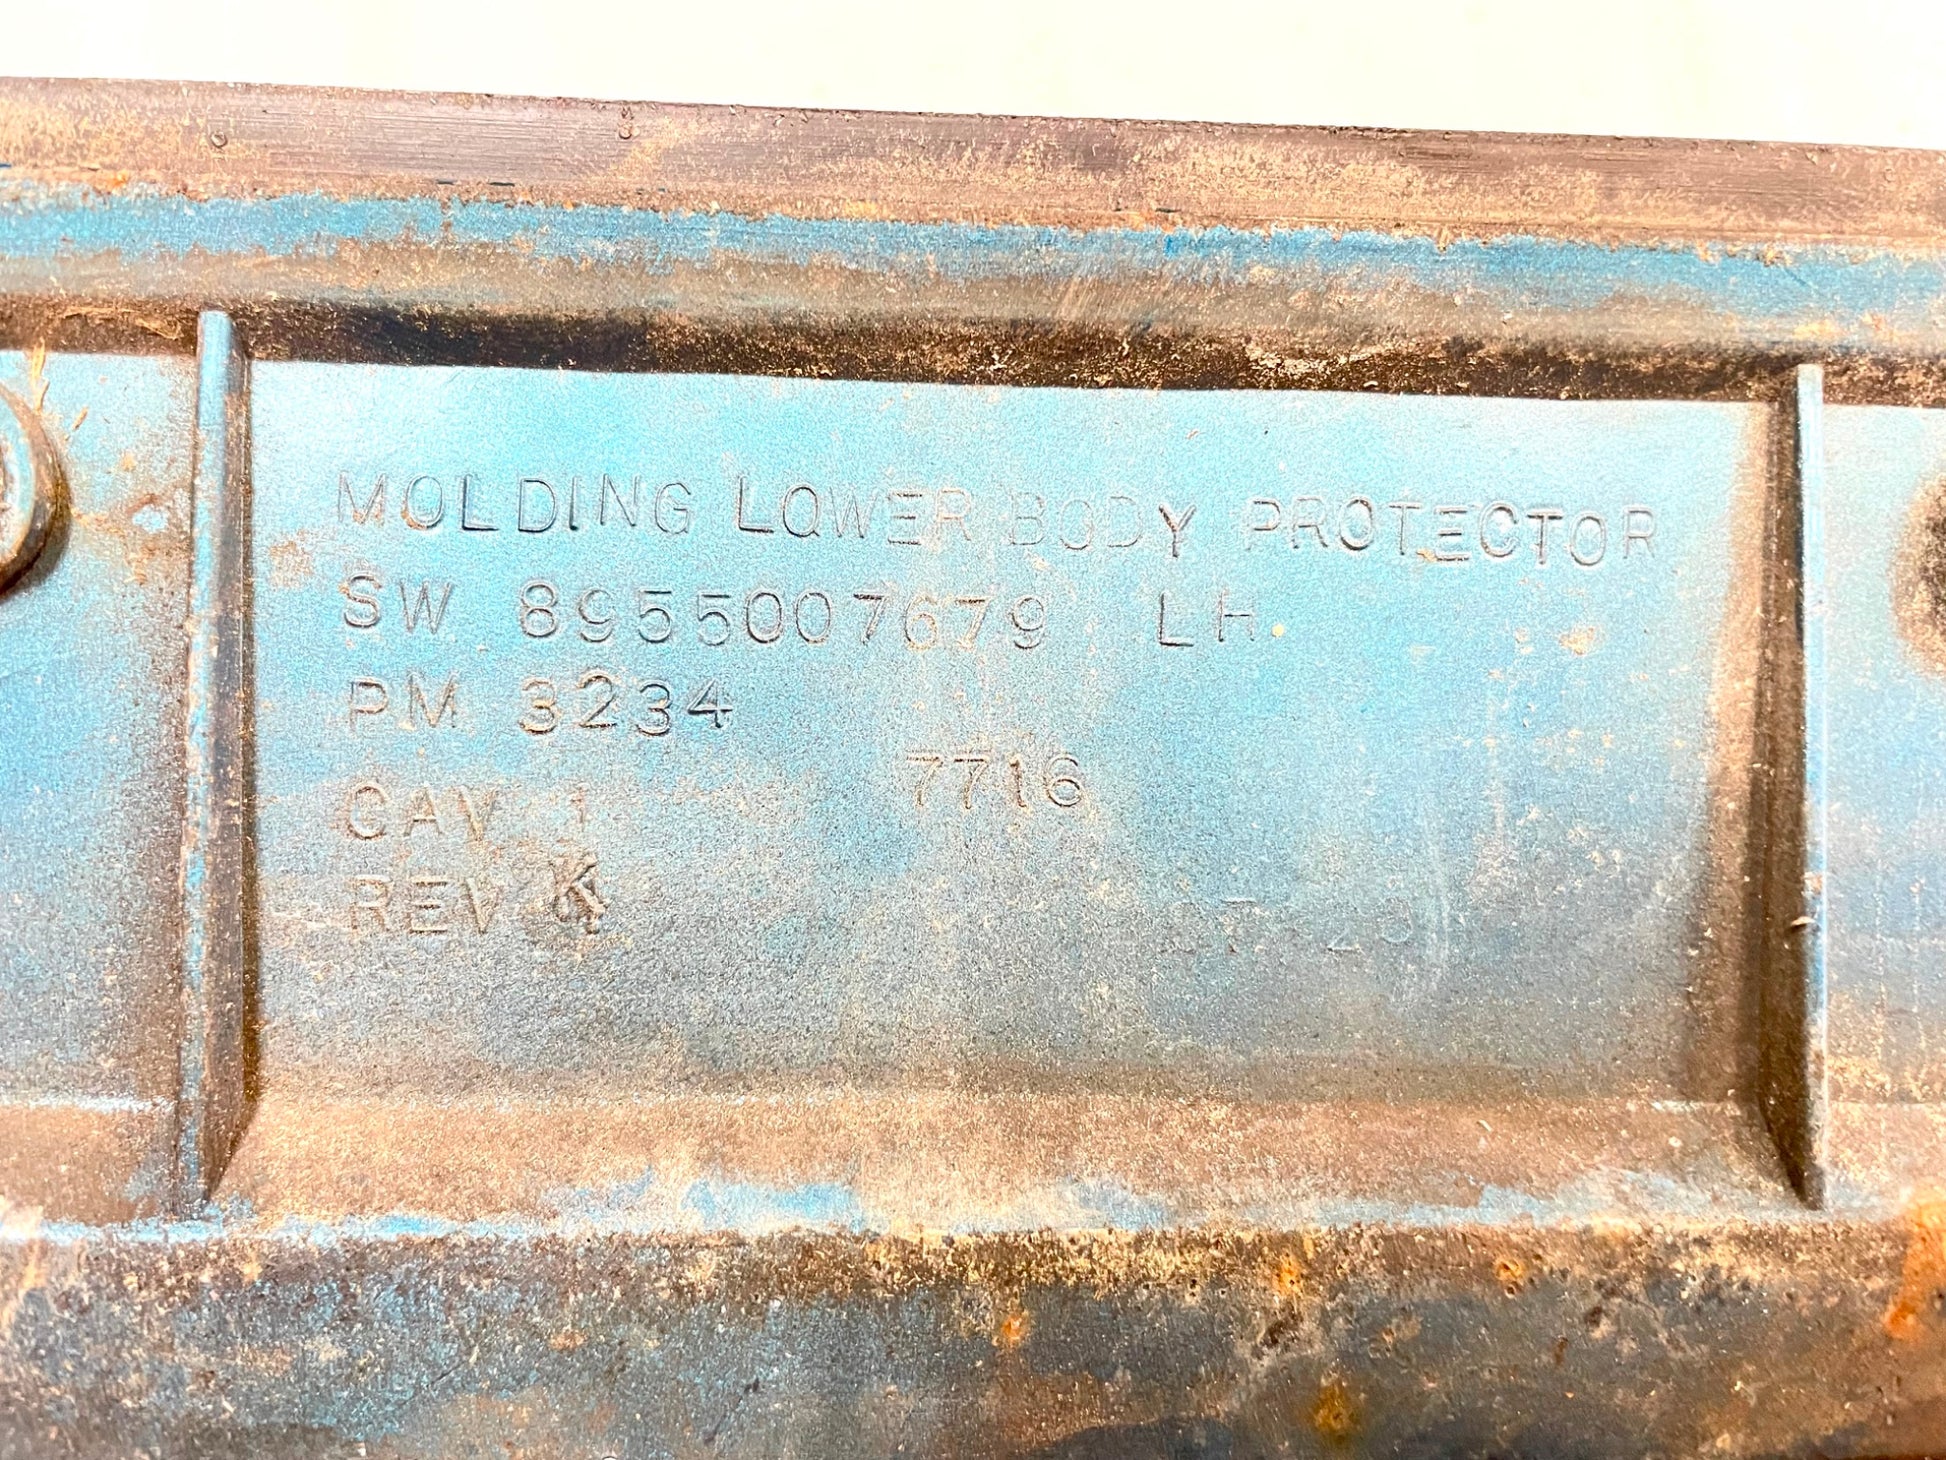 MOLDING LOWER BODY PROTECTOR
SW 8955007679 LH
PM 3234
7716
CAV 1
REV K